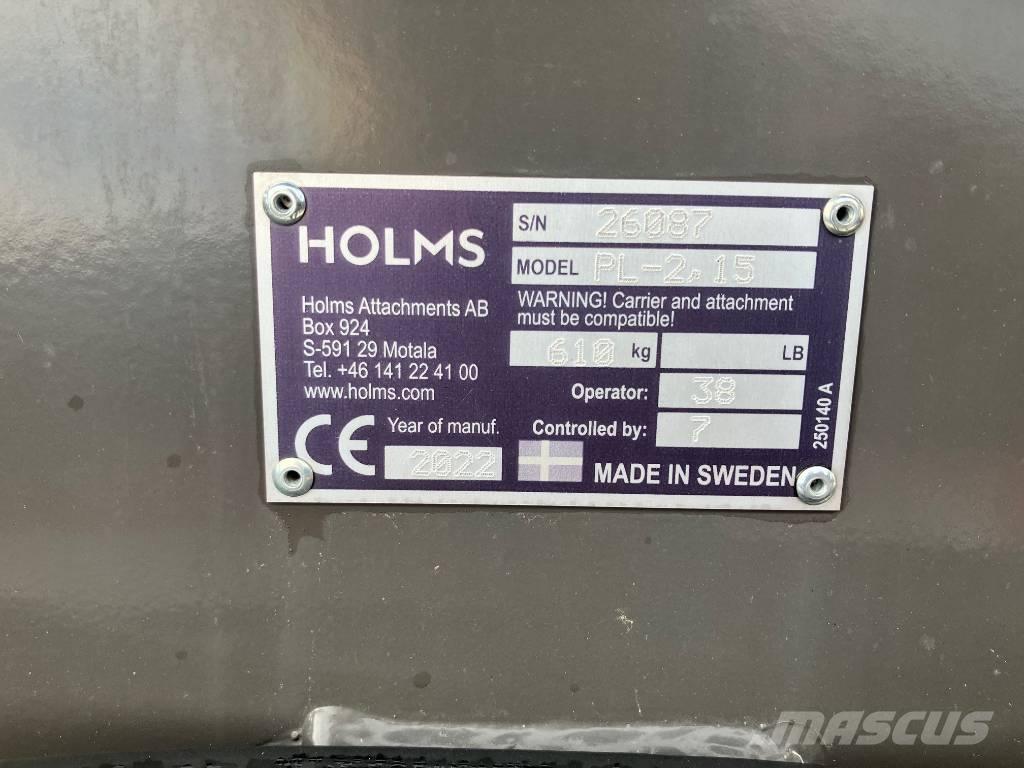 HOLMS
Holms Attachments AB
Box 924
S-591 29 Motala
Tel. +46 141 22 41 00
www.holms.com
CE Year of manuf. 2022
S/N 26087
MODEL PL-2,15
WARNING! Carrier and attachment
must be compatible!
610 kg LB
Operator: 38
Controlled by: 7
MADE IN SWEDEN
250140 A
MASCUS